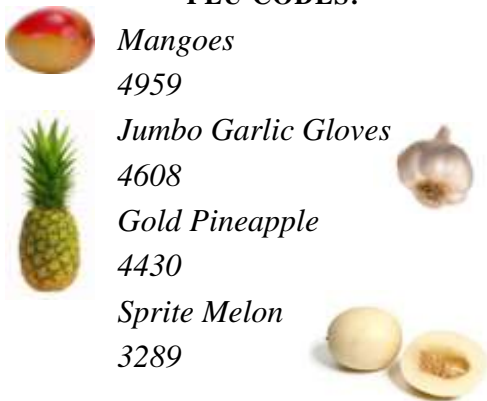 PLU CODES:
Mangoes
4959
Jumbo Garlic Gloves
4608
Gold Pineapple
4430
Sprite Melon
3289